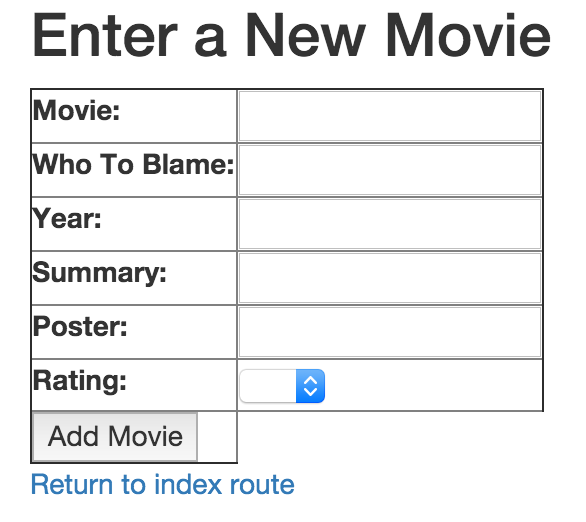 Enter a New Movie
Movie:
Who To Blame:
Year:
Summary:
Poster:
Rating:
Add Movie
Return to index route